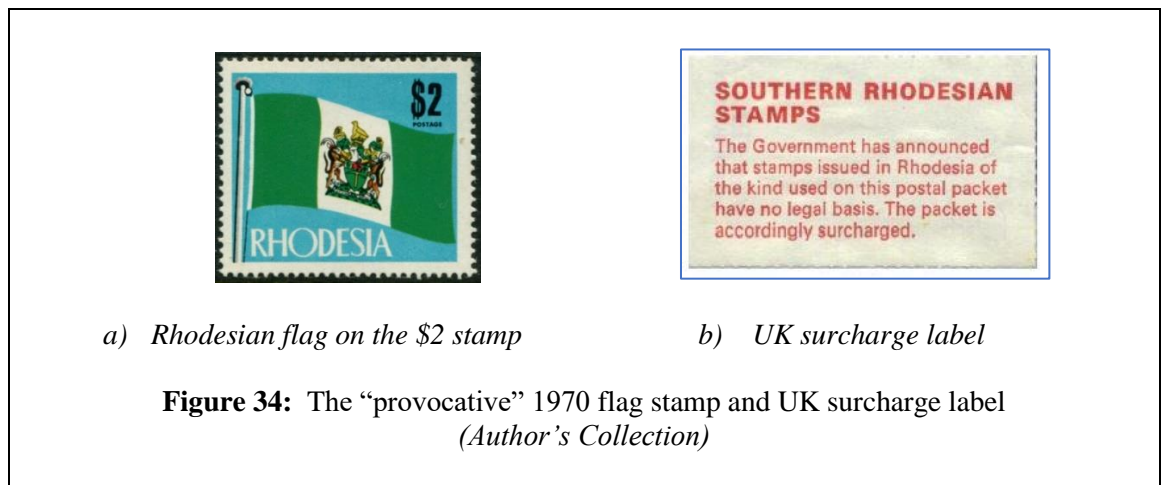 $2
POSTAGE
RHODESIA
SOUTHERN RHODESIAN
STAMPS
The Government has announced
that stamps issued in Rhodesia of
the kind used on this postal packet
have no legal basis. The packet is
accordingly surcharged.
a) Rhodesian flag on the $2 stamp
b) UK surcharge label
Figure 34: The “provocative” 1970 flag stamp and UK surcharge label
(Author’s Collection)